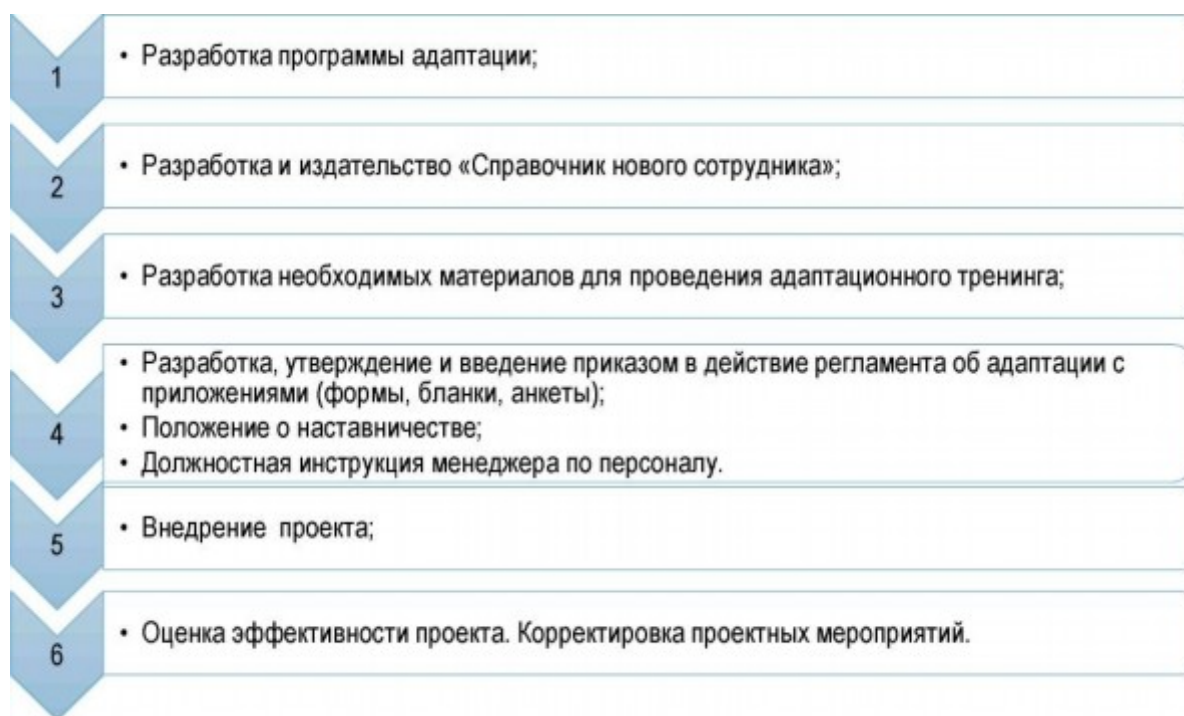 1
• Разработка программы адаптации;
2
• Разработка и издательство «Справочник нового сотрудника»;
3
• Разработка необходимых материалов для проведения адаптационного тренинга;
4
• Разработка, утверждение и введение приказом в действие регламента об адаптации с
приложениями (формы, бланки, анкеты);
• Положение о наставничестве;
• Должностная инструкция менеджера по персоналу.
5
• Внедрение проекта;
6
• Оценка эффективности проекта. Корректировка проектных мероприятий.